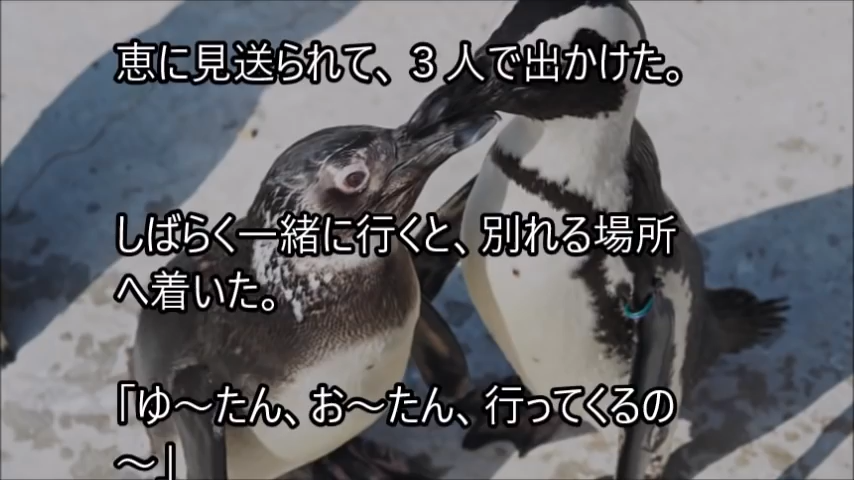 恵に見送られて、３人で出かけた。
しばらく一緒に行くと、別れる場所
へ着いた。
「ゆ～たん、お～たん、行ってくるの
～」